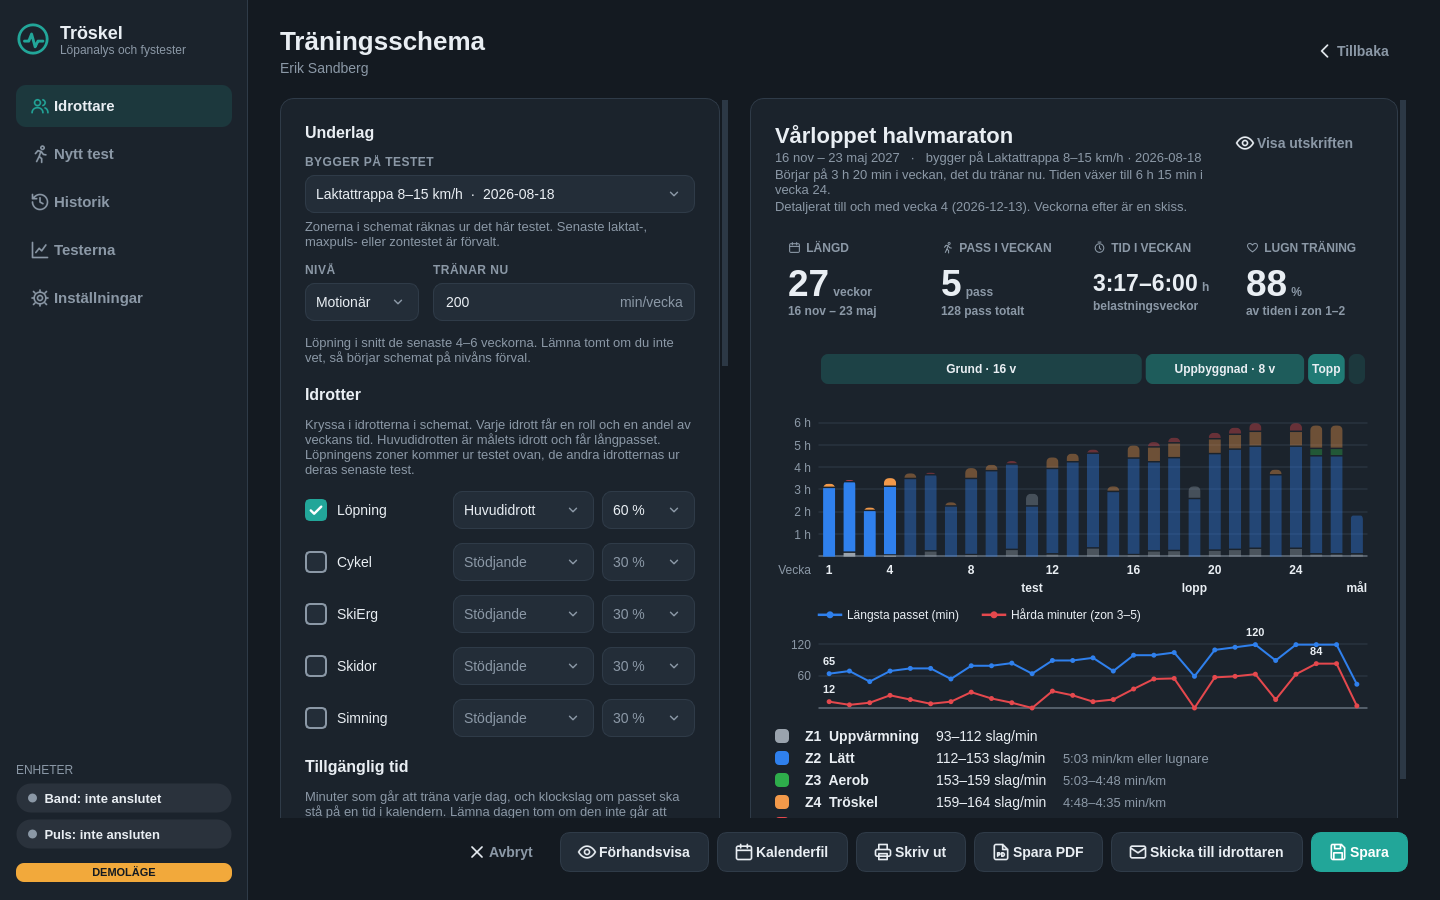 Tröskel
Löpanalys och fystester
Idrottare
Nytt test
Historik
Testerna
Inställningar
ENHETER
Band: inte anslutet
Puls: inte ansluten
DEMOLÄGE
Träningsschema
Erik Sandberg
Tillbaka
Underlag
BYGGER PÅ TESTET
Laktattrappa 8–15 km/h · 2026-08-18
Zonerna i schemat räknas ur det här testet. Senaste laktat-,
maxpuls- eller zontestet är förvalt.
NIVÅ TRÄNAR NU
Motionär 200 min/vecka
Löpning i snitt de senaste 4–6 veckorna. Lämna tomt om du inte
vet, så börjar schemat på nivåns förval.
Idrotter
Kryssa i idrotterna i schemat. Varje idrott får en roll och en andel av
veckans tid. Huvudidrotten är målets idrott och får långpasset.
Löpningens zoner kommer ur testet ovan, de andra idrotternas ur
deras senaste test.
Löpning Huvudidrott 60 %
Cykel Stödjande 30 %
SkiErg Stödjande 30 %
Skidor Stödjande 30 %
Simning Stödjande 30 %
Tillgänglig tid
Minuter som går att träna varje dag, och klockslag om passet ska
stå på en tid i kalendern. Lämna dagen tom om den inte går att
Vårloppet halvmaraton
Visa utskriften
16 nov – 23 maj 2027 · bygger på Laktattrappa 8–15 km/h · 2026-08-18
Börjar på 3 h 20 min i veckan, det du tränar nu. Tiden växer till 6 h 15 min i
vecka 24.
Detaljerat till och med vecka 4 (2026-12-13). Veckorna efter är en skiss.
LÄNGD PASS I VECKAN TID I VECKAN LUGN TRÄNING
27 veckor 5 pass 3:17–6:00 h 88 %
16 nov – 23 maj 128 pass totalt belastningsveckor av tiden i zon 1–2
Grund · 16 v Uppbyggnad · 8 v Topp
6 h
5 h
4 h
3 h
2 h
1 h
Vecka 1 4 8 12 16 20 24
test lopp mål
Längsta passet (min) Hårda minuter (zon 3–5)
120
120
84
65
60
12
Z1 Uppvärmning 93–112 slag/min
Z2 Lätt 112–153 slag/min 5:03 min/km eller lugnare
Z3 Aerob 153–159 slag/min 5:03–4:48 min/km
Z4 Tröskel 159–164 slag/min 4:48–4:35 min/km
Avbryt
Förhandsvisa
Kalenderfil
Skriv ut
Spara PDF
Skicka till idrottaren
Spara